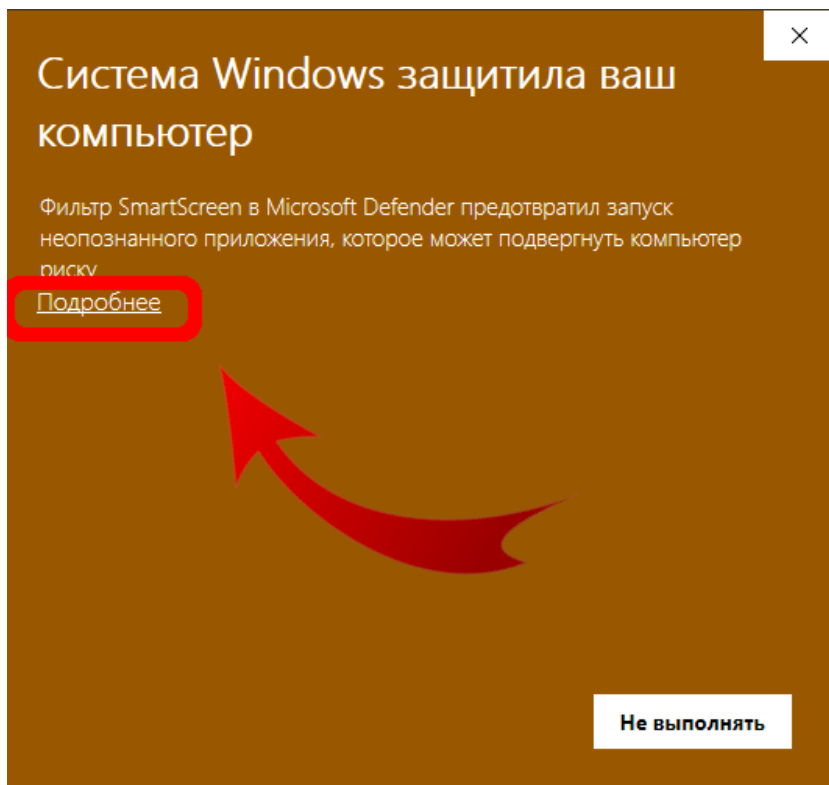 Система Windows защитила ваш
компьютер
Фильтр SmartScreen в Microsoft Defender предотвратил запуск
неопознанного приложения, которое может подвергнуть компьютер
риску
Подробнее
Не выполнять